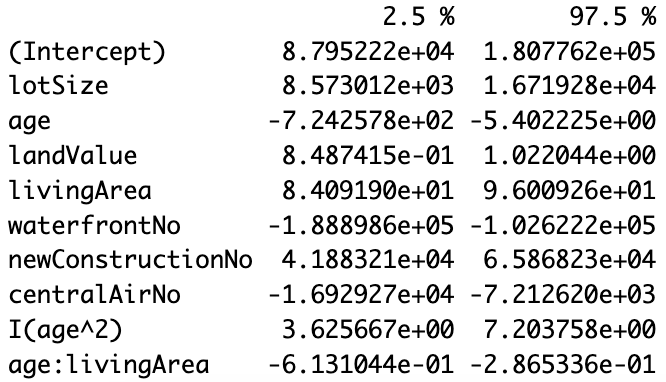 2.5 % 97.5 %
(Intercept) 8.795222e+04 1.807762e+05
lotSize 8.573012e+03 1.671928e+04
age -7.242578e+02 -5.402225e+00
landValue 8.487415e-01 1.022044e+00
livingArea 8.409190e+01 9.600926e+01
waterfrontNo -1.888986e+05 -1.026222e+05
newConstructionNo 4.188321e+04 6.586823e+04
centralAirNo -1.692927e+04 -7.212620e+03
I(age^2) 3.625667e+00 7.203758e+00
age:livingArea -6.131044e-01 -2.865336e-01